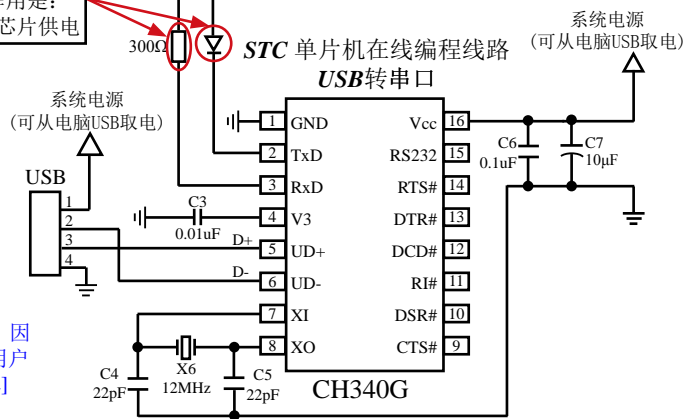 作用是：
芯片供电
300Ω
STC 单片机在线编程线路
USB转串口
系统电源
(可从电脑USB取电)
系统电源
(可从电脑USB取电)
USB
1
2
3
4
1 GND
2 TxD
3 RxD
4 V3
5 UD+
6 UD-
7 XI
8 XO
Vcc 16
RS232 15
RTS# 14
DTR# 13
DCD# 12
RI# 11
DSR# 10
CTS# 9
C6
0.1uF
C7
10μF
C3
0.01uF
D+
D-
C4
22pF
X6
12MHz
C5
22pF
CH340G
因
用户